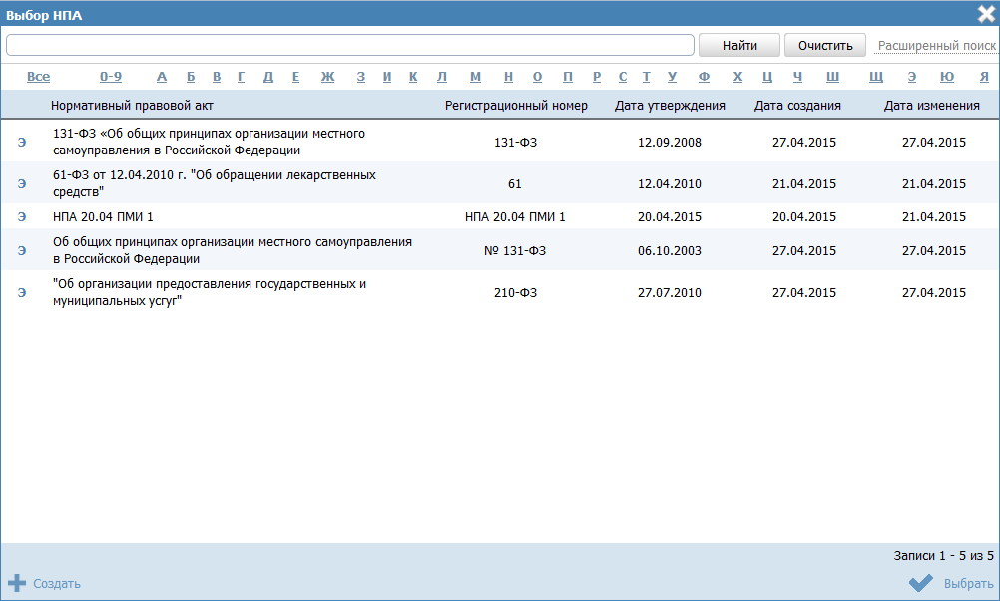 Выбор НПА
Найти Очистить Расширенный поиск
Все 0-9 А Б В Г Д Е Ж З И К Л М Н О П Р С Т У Ф Х Ц Ч Ш Щ Э Ю Я
Нормативный правовой акт Регистрационный номер Дата утверждения Дата создания Дата изменения
131-ФЗ «Об общих принципах организации местного
самоуправления в Российской Федерации
Э 131-ФЗ 12.09.2008 27.04.2015 27.04.2015
61-ФЗ от 12.04.2010 г. "Об обращении лекарственных
средств"
Э 61 12.04.2010 21.04.2015 21.04.2015
Э НПА 20.04 ПМИ 1 НПА 20.04 ПМИ 1 20.04.2015 20.04.2015 21.04.2015
Об общих принципах организации местного самоуправления
в Российской Федерации
Э № 131-ФЗ 06.10.2003 27.04.2015 27.04.2015
"Об организации предоставления государственных и
муниципальных усгуг"
Э 210-ФЗ 27.07.2010 27.04.2015 27.04.2015
Записи 1 - 5 из 5
Создать Выбрать